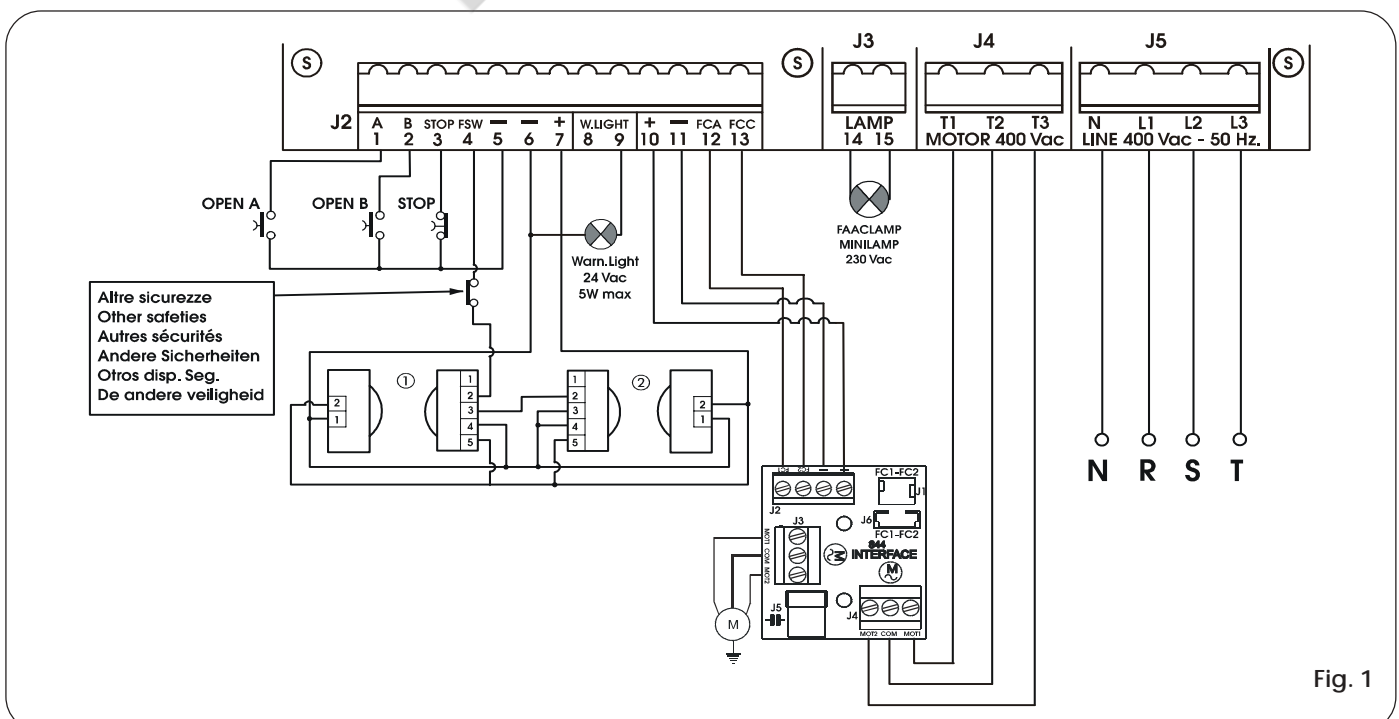 J3
J4
J5
S
S
S
J2
A B STOP FSW — — + W.LIGHT + — FCA FCC
1 2 3 4 5 6 7 8 9 10 11 12 13
LAMP
14 15
T1 T2 T3
MOTOR 400 Vac
N L1 L2 L3
LINE 400 Vac - 50 Hz.
OPEN A
OPEN B
STOP
Warn.Light
24 Vac
5W max
FAACLAMP
MINILAMP
230 Vac
Altre sicurezze
Other safeties
Autres sécurités
Andere Sicherheiten
Otros disp. Seg.
De andere veiligheid
2
1
①
1
2
3
4
5
1
2
3
4
5
②
2
1
N R S T
FC1 FC2 — +
J2
FC1-FC2
J1
J6
FC1-FC2
J3
844
INTERFACE
M
M
MOT1 COM MOT2
J5
J4
MOT2 COM MOT1
M
Fig. 1